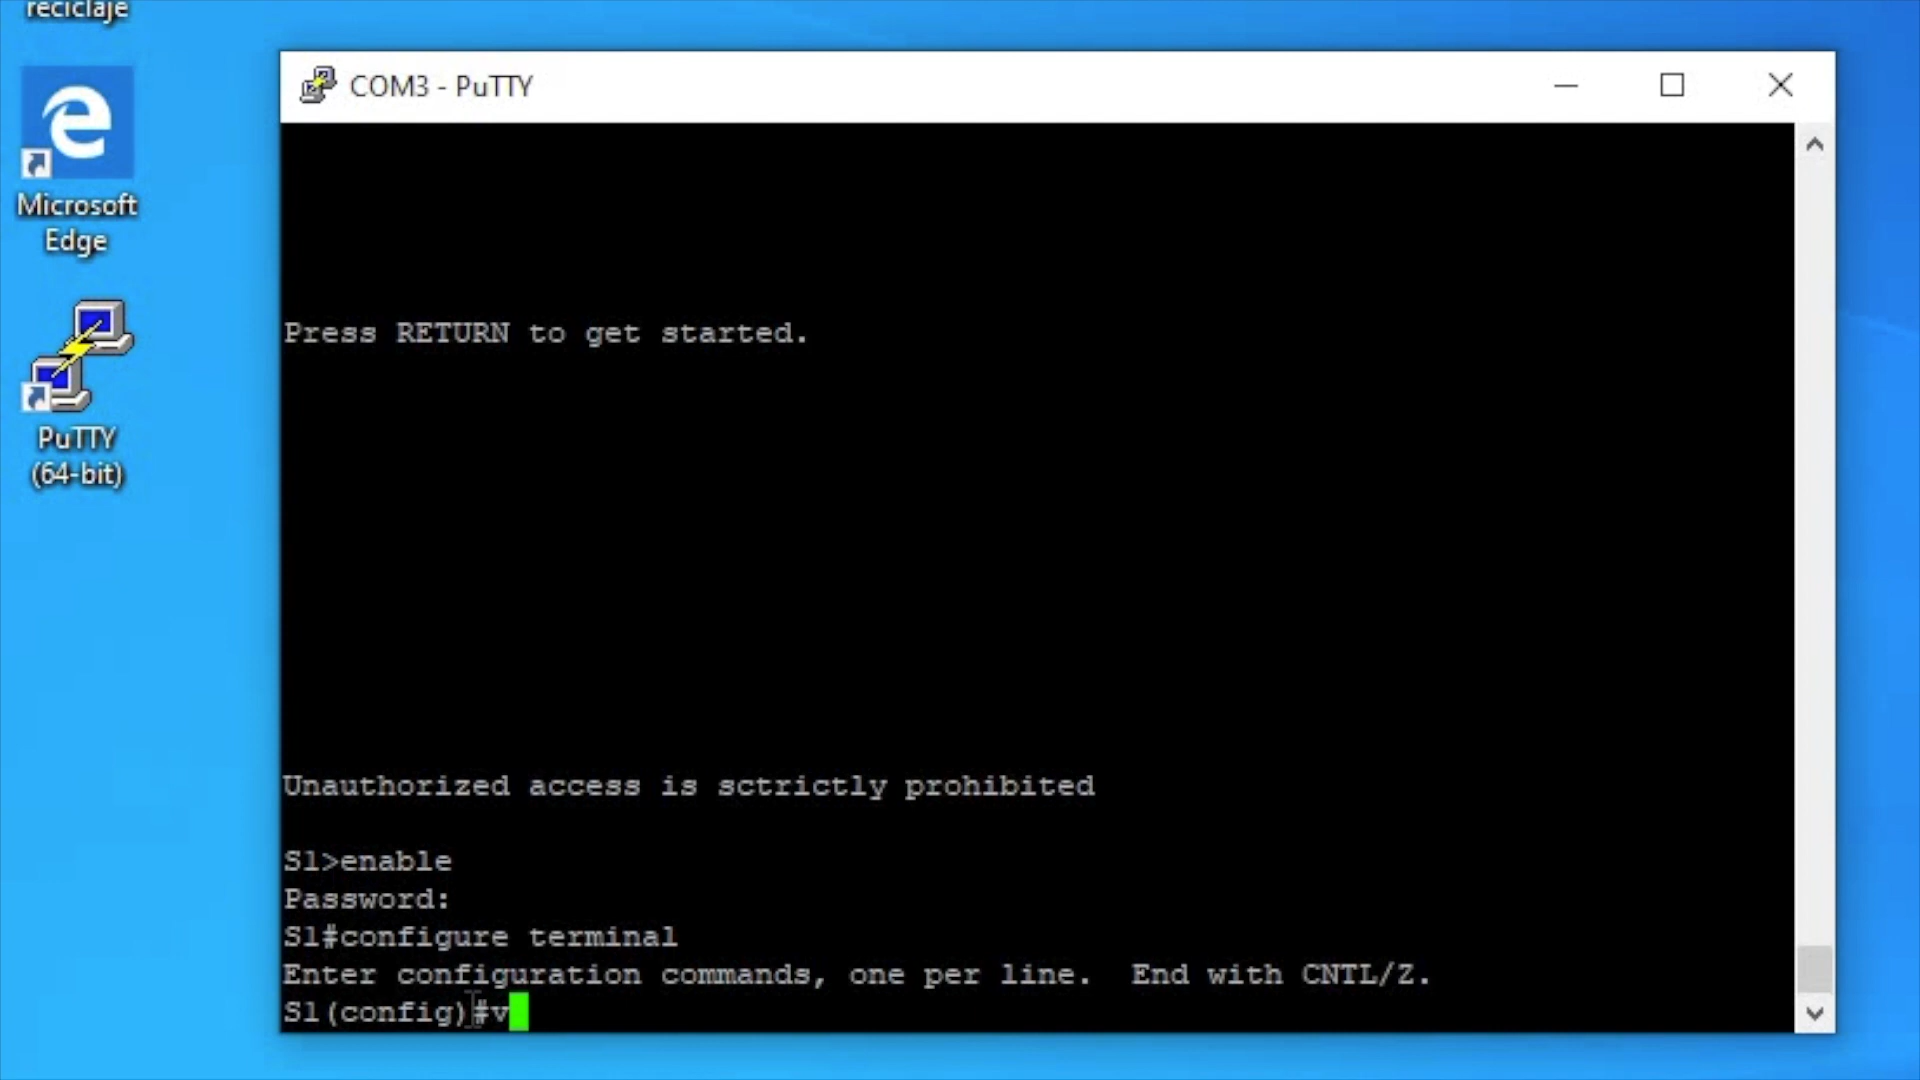 reciclaje
Microsoft
Edge
PuTTY
(64-bit)
COM3 - PuTTY
Press RETURN to get started.
Unauthorized access is sctrictly prohibited
S1>enable
Password:
S1#configure terminal
Enter configuration commands, one per line.  End with CNTL/Z.
S1(config)#v